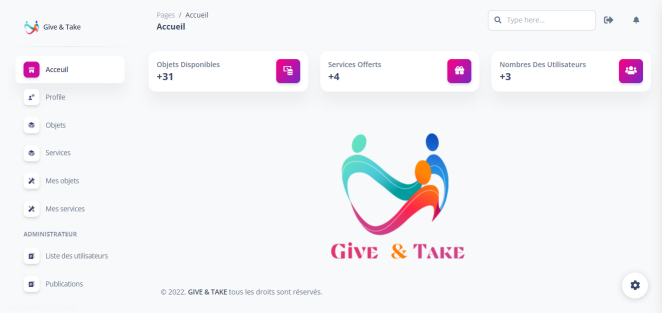 Give & Take
Pages / Accueil
Accueil
Type here...
Acceuil
Profile
Objets
Services
Mes objets
Mes services
ADMINISTRATEUR
Liste des utilisateurs
Publications
Objets Disponibles
+31
Services Offerts
+4
Nombres Des Utilisateurs
+3
GIVE & TAKE
© 2022, GIVE & TAKE tous les droits sont réservés.